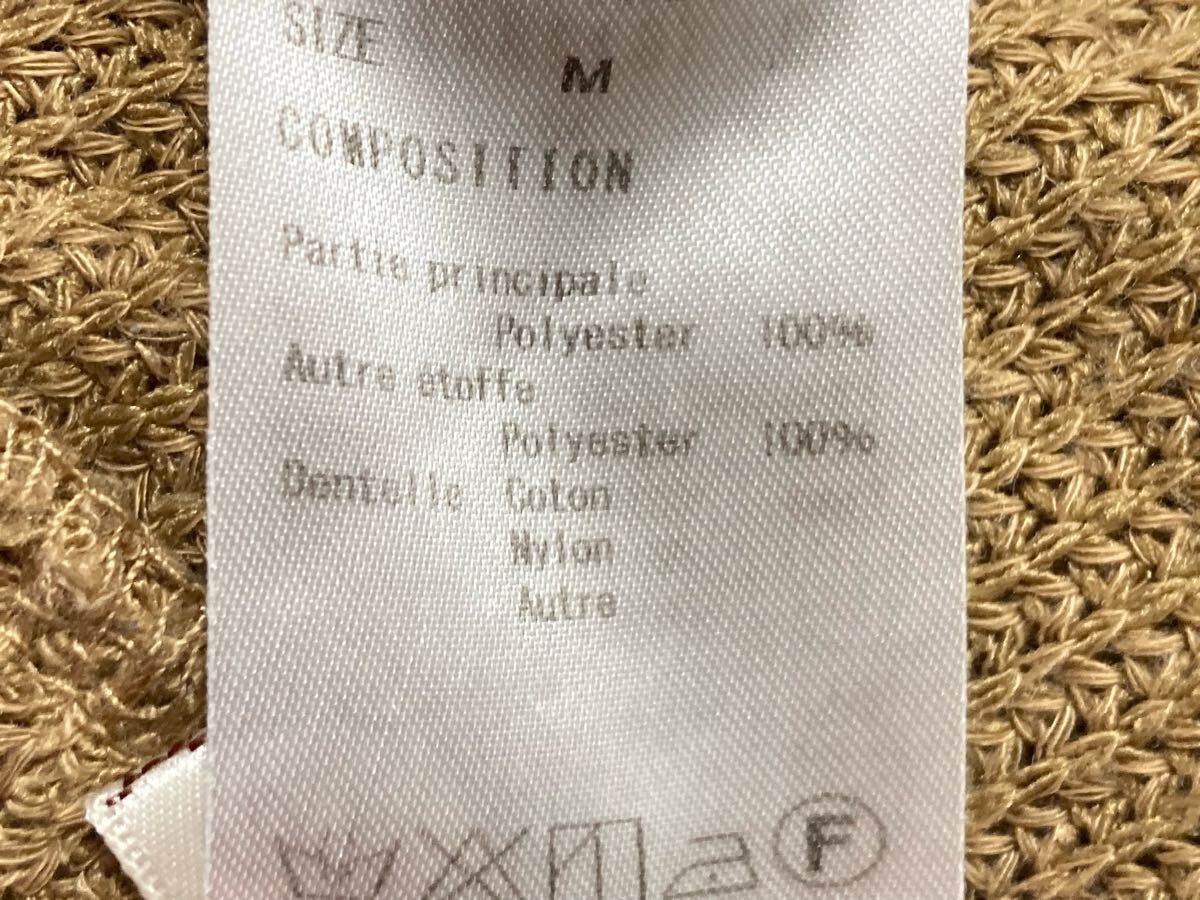 SIZE M
COMPOSITION
Partie principale
Polyester 100%
Autre etoffe
Polyester 100%
Dentelle Coton
Nylon
Autre
F